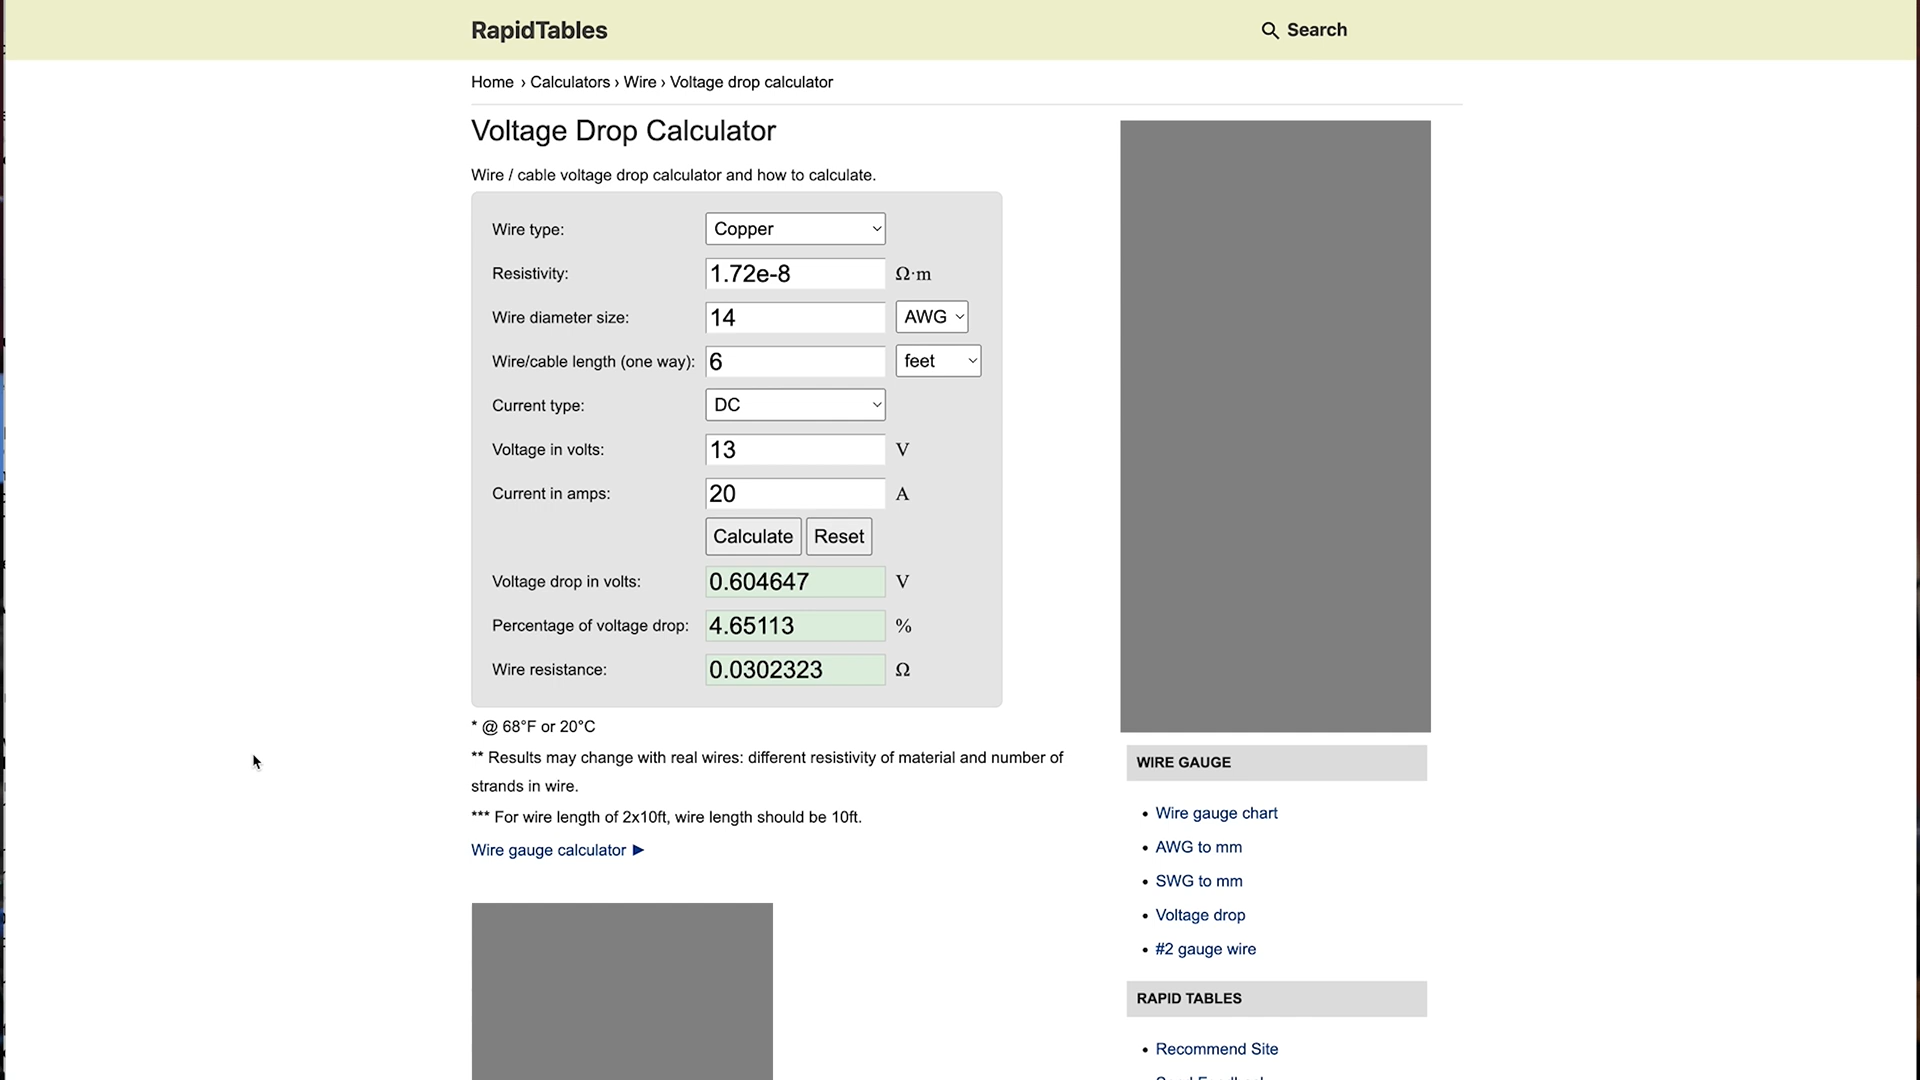 RapidTables
Search
Home › Calculators › Wire › Voltage drop calculator
Voltage Drop Calculator
Wire / cable voltage drop calculator and how to calculate.
Wire type: Copper
Resistivity: 1.72e-8 Ω·m
Wire diameter size: 14 AWG
Wire/cable length (one way): 6 feet
Current type: DC
Voltage in volts: 13 V
Current in amps: 20 A
Calculate Reset
Voltage drop in volts: 0.604647 V
Percentage of voltage drop: 4.65113 %
Wire resistance: 0.0302323 Ω
* @ 68°F or 20°C
** Results may change with real wires: different resistivity of material and number of
strands in wire.
*** For wire length of 2x10ft, wire length should be 10ft.
Wire gauge calculator ►
WIRE GAUGE
• Wire gauge chart
• AWG to mm
• SWG to mm
• Voltage drop
• #2 gauge wire
RAPID TABLES
• Recommend Site